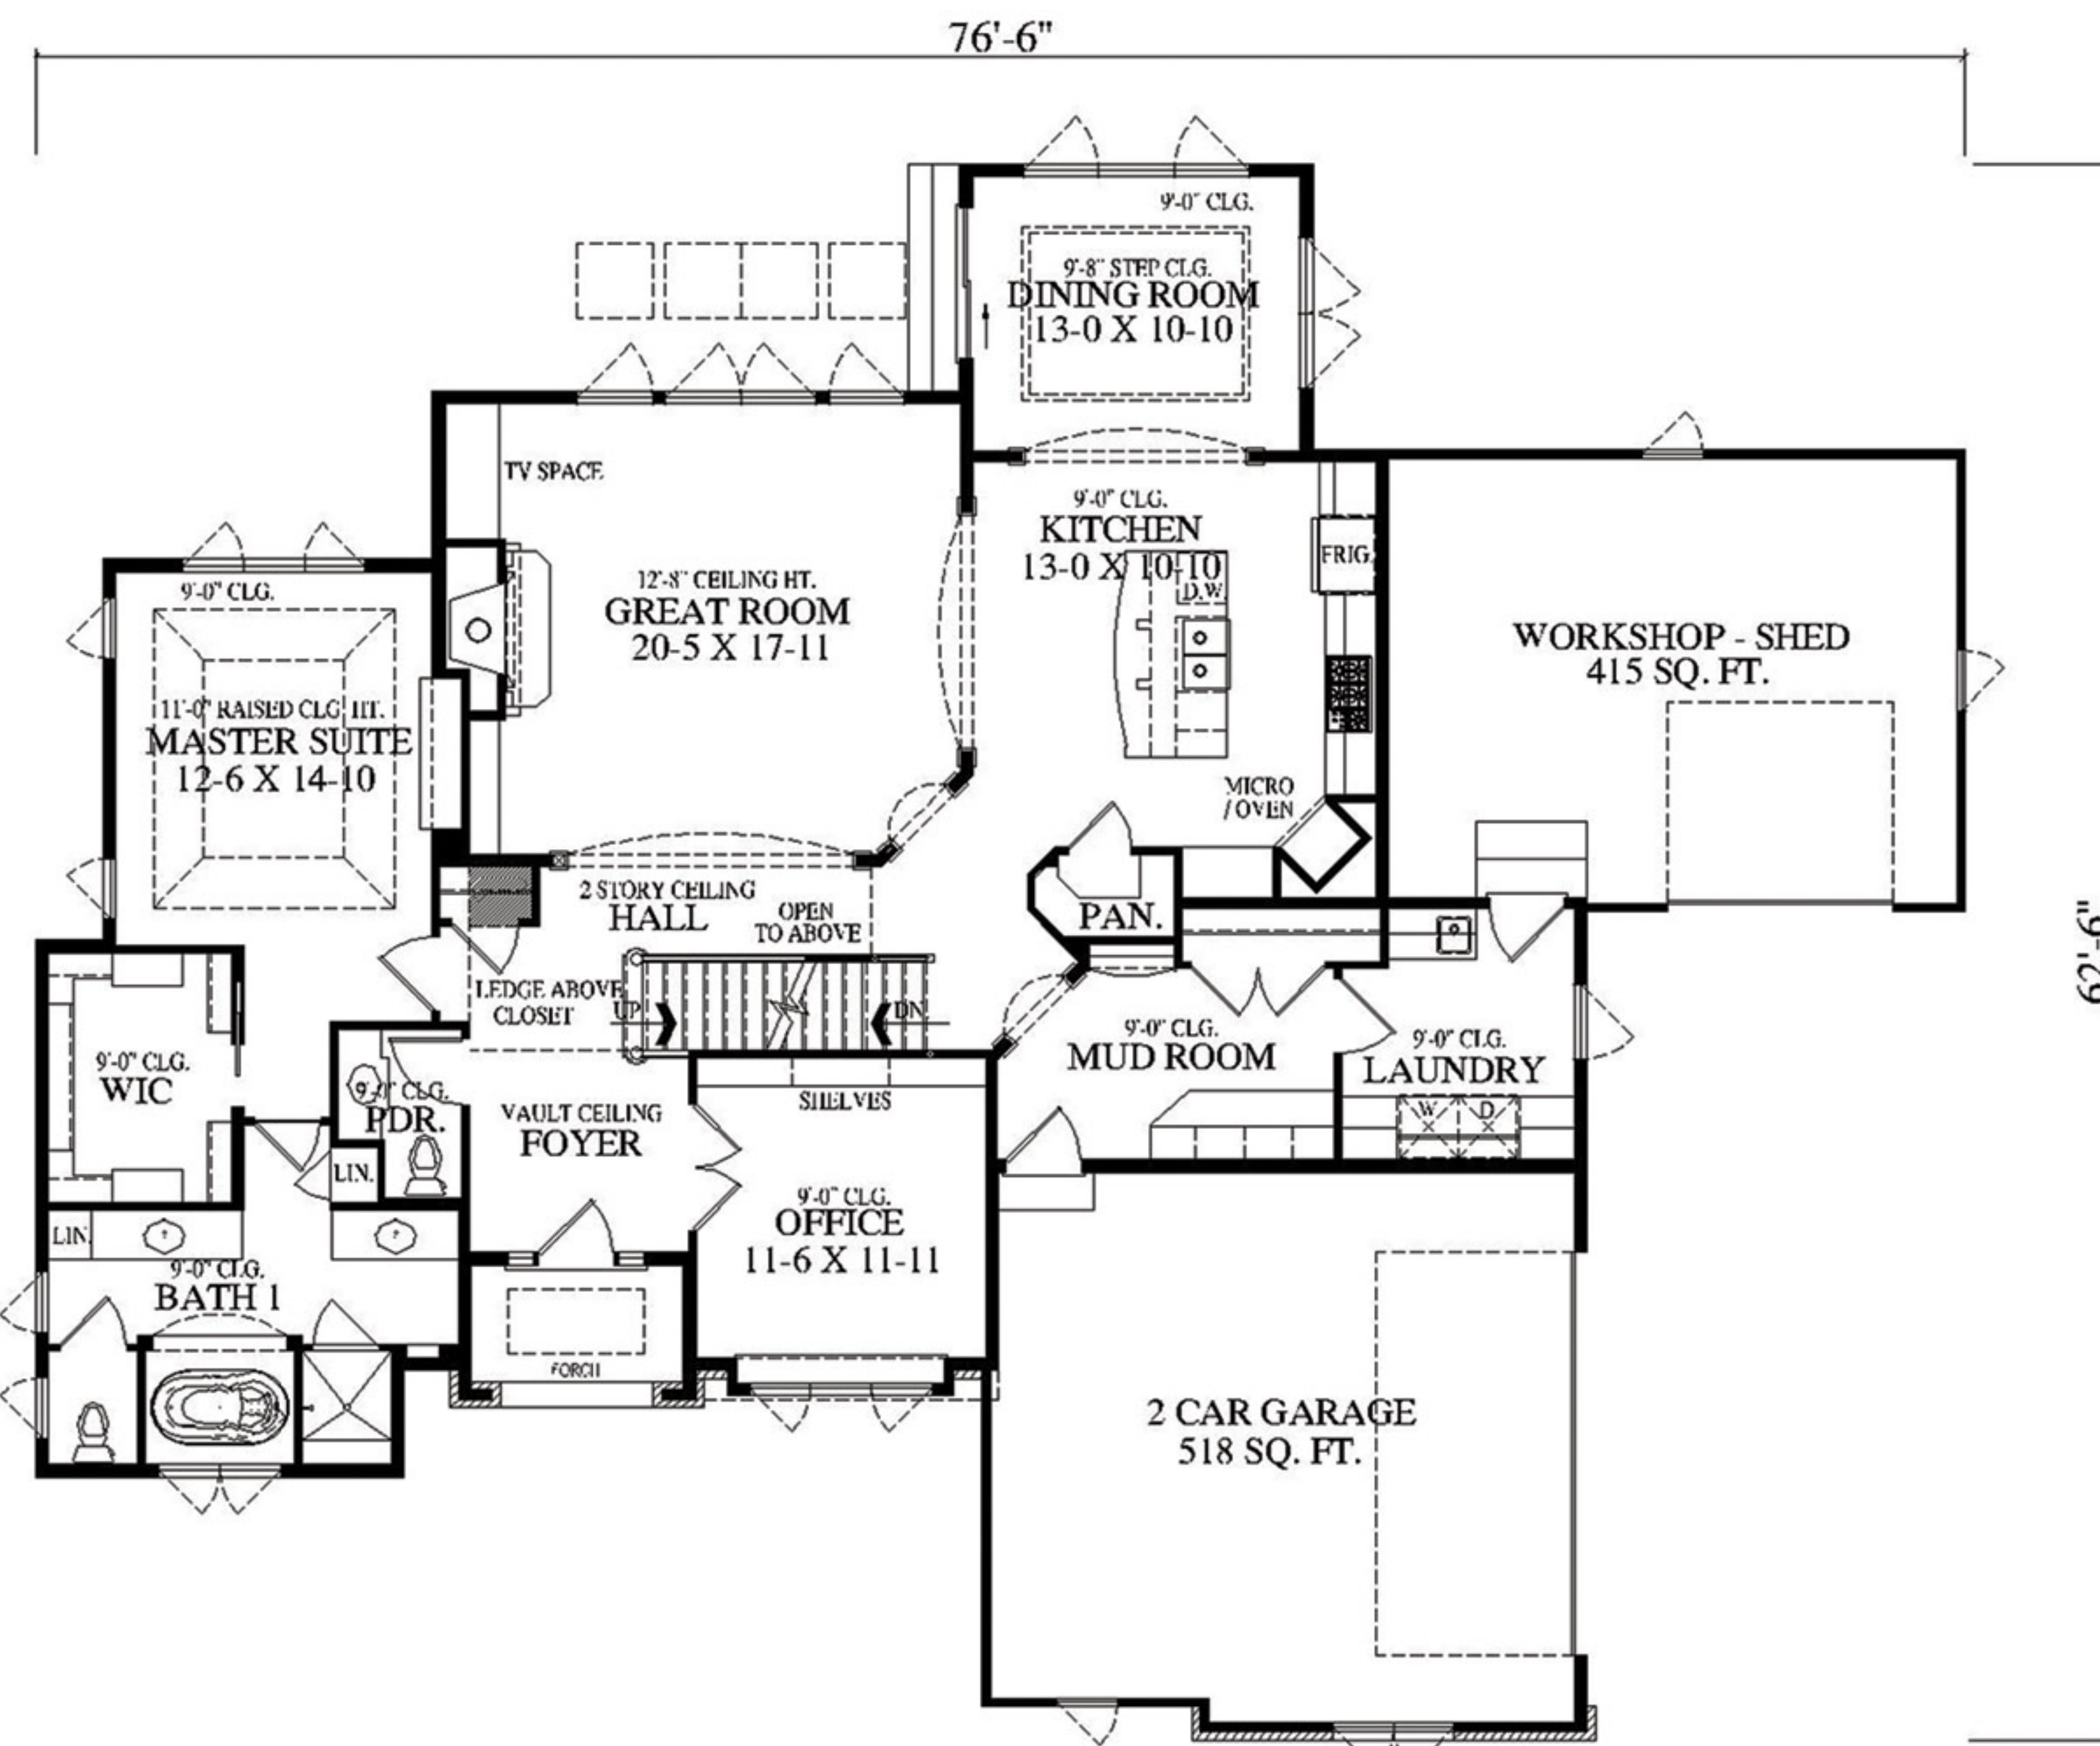 76'-6"
9'-0" CLG.
9'-8" STEP CLG.
DINING ROOM
13-0 X 10-10
TV SPACE
9'-0" CLG.
KITCHEN
13-0 X 10-10
D.W.
FRIG.
12'-8" CEILING HT.
GREAT ROOM
20-5 X 17-11
9'-0" CLG.
11'-0" RAISED CLG HT.
MASTER SUITE
12-6 X 14-10
WORKSHOP - SHED
415 SQ. FT.
MICRO
/ OVEN
2 STORY CEILING
HALL
OPEN
TO ABOVE
PAN.
62'-6"
LEDGE ABOVE
CLOSET
UP
DN
9'-0" CLG.
MUD ROOM
9'-0" CLG.
LAUNDRY
W
D
9'-0" CLG.
WIC
9'-0" CLG.
PDR.
LIN.
VAULT CEILING
FOYER
SHELVES
9'-0" CLG.
OFFICE
11-6 X 11-11
LIN.
9'-0" CLG.
BATH 1
PORCH
2 CAR GARAGE
518 SQ. FT.